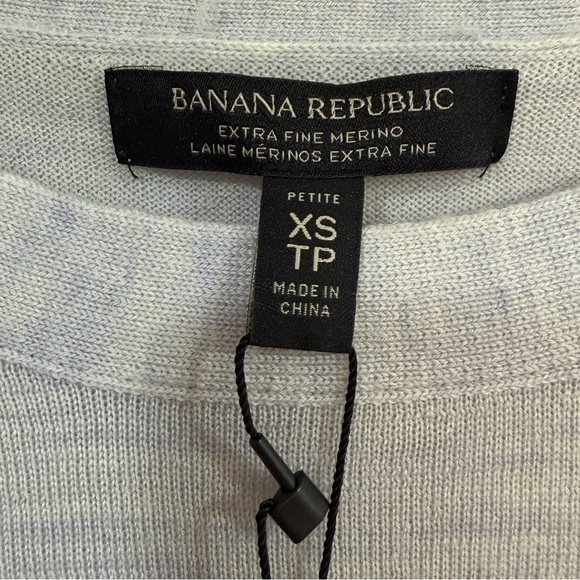 BANANA REPUBLIC
EXTRA FINE MERINO
LAINE MÉRINOS EXTRA FINE
PETITE
XS
TP
MADE IN
CHINA